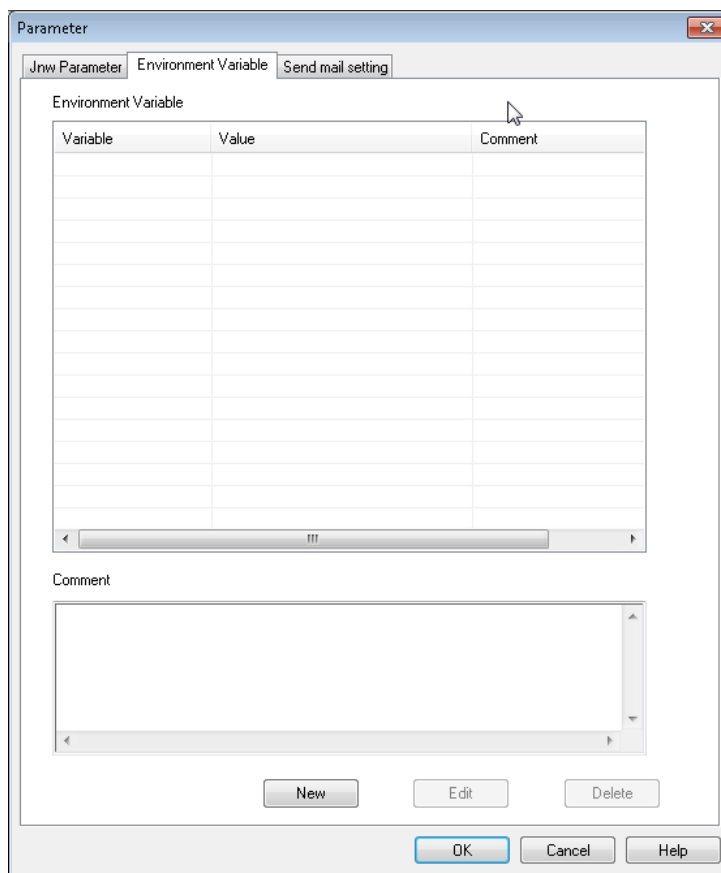 Parameter
Jnw Parameter Environment Variable Send mail setting
Environment Variable
Variable Value Comment
Comment
New Edit Delete
OK Cancel Help